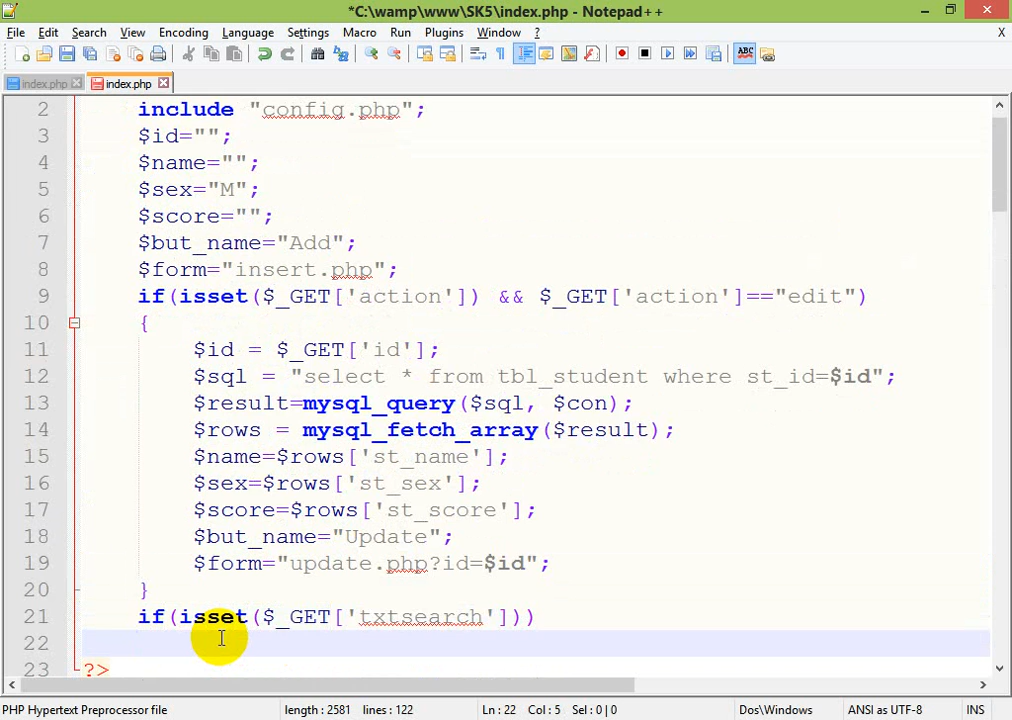 *C:\wamp\www\SK5\index.php - Notepad++
File Edit Search View Encoding Language Settings Macro Run Plugins Window ? X
index.php index.php
2 include "config.php";
3 $id="";
4 $name="";
5 $sex="M";
6 $score="";
7 $but_name="Add";
8 $form="insert.php";
9 if(isset($_GET['action']) && $_GET['action']=="edit")
10 {
11 $id = $_GET['id'];
12 $sql = "select * from tbl_student where st_id=$id";
13 $result=mysql_query($sql, $con);
14 $rows = mysql_fetch_array($result);
15 $name=$rows['st_name'];
16 $sex=$rows['st_sex'];
17 $score=$rows['st_score'];
18 $but_name="Update";
19 $form="update.php?id=$id";
20 }
21 if(isset($_GET['txtsearch']))
22
23 ?>
PHP Hypertext Preprocessor file length : 2581 lines : 122 Ln : 22 Col : 5 Sel : 0 | 0 Dos\Windows ANSI as UTF-8 INS